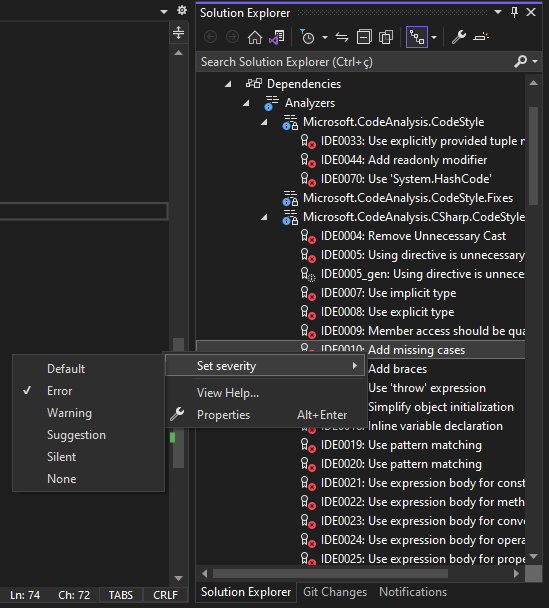 Solution Explorer
Search Solution Explorer (Ctrl+ç)
Dependencies
Analyzers
Microsoft.CodeAnalysis.CodeStyle
IDE0033: Use explicitly provided tuple n
IDE0044: Add readonly modifier
IDE0070: Use 'System.HashCode'
Microsoft.CodeAnalysis.CodeStyle.Fixes
Microsoft.CodeAnalysis.CSharp.CodeStyle
IDE0004: Remove Unnecessary Cast
IDE0005: Using directive is unnecessary
IDE0005_gen: Using directive is unneces
IDE0007: Use implicit type
IDE0008: Use explicit type
IDE0009: Member access should be qua
IDE0010: Add missing cases
Add braces
Use 'throw' expression
Simplify object initialization
Inline variable declaration
IDE0019: Use pattern matching
IDE0020: Use pattern matching
IDE0021: Use expression body for const
IDE0022: Use expression body for meth
IDE0023: Use expression body for conve
IDE0024: Use expression body for opera
IDE0025: Use expression body for prope
Set severity
View Help...
Properties Alt+Enter
Default
Error
Warning
Suggestion
Silent
None
Ln: 74 Ch: 72 TABS CRLF
Solution Explorer Git Changes Notifications